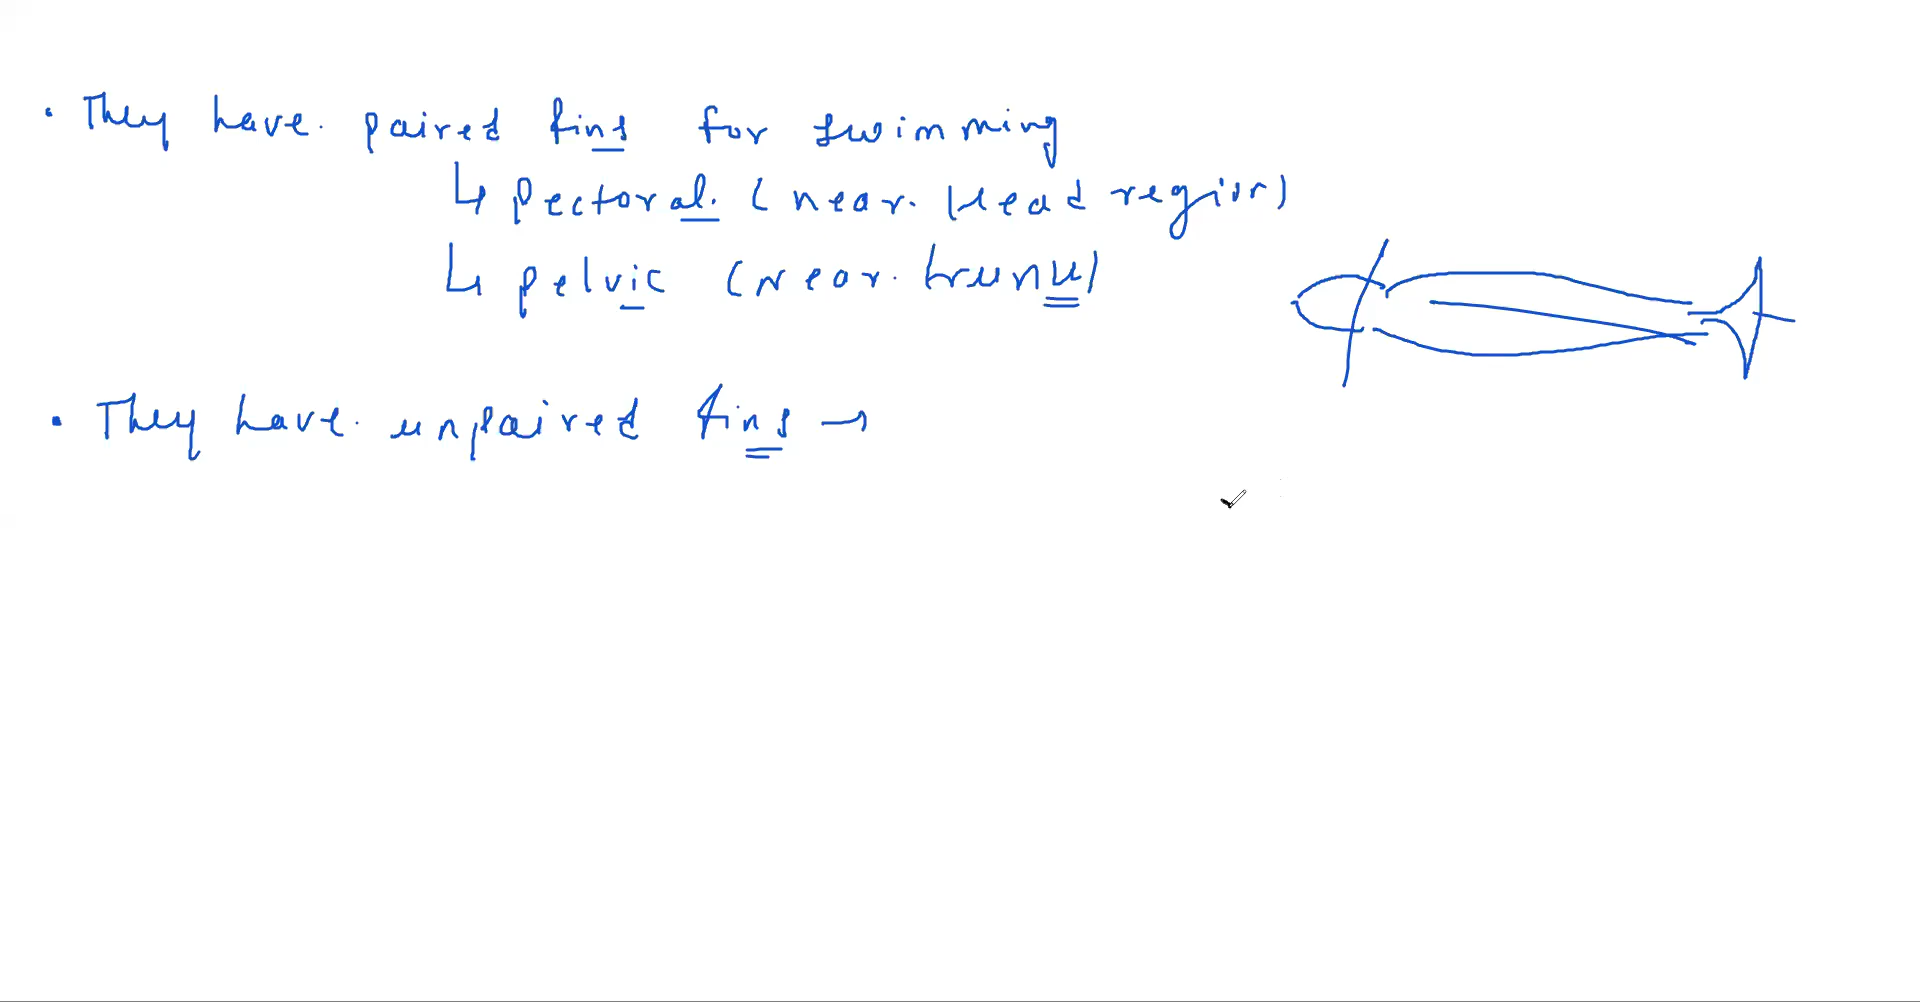 • They have paired fins for swimming
↳ Pectoral (near Head region)
↳ pelvic (near trunk)
• They have unpaired fins →